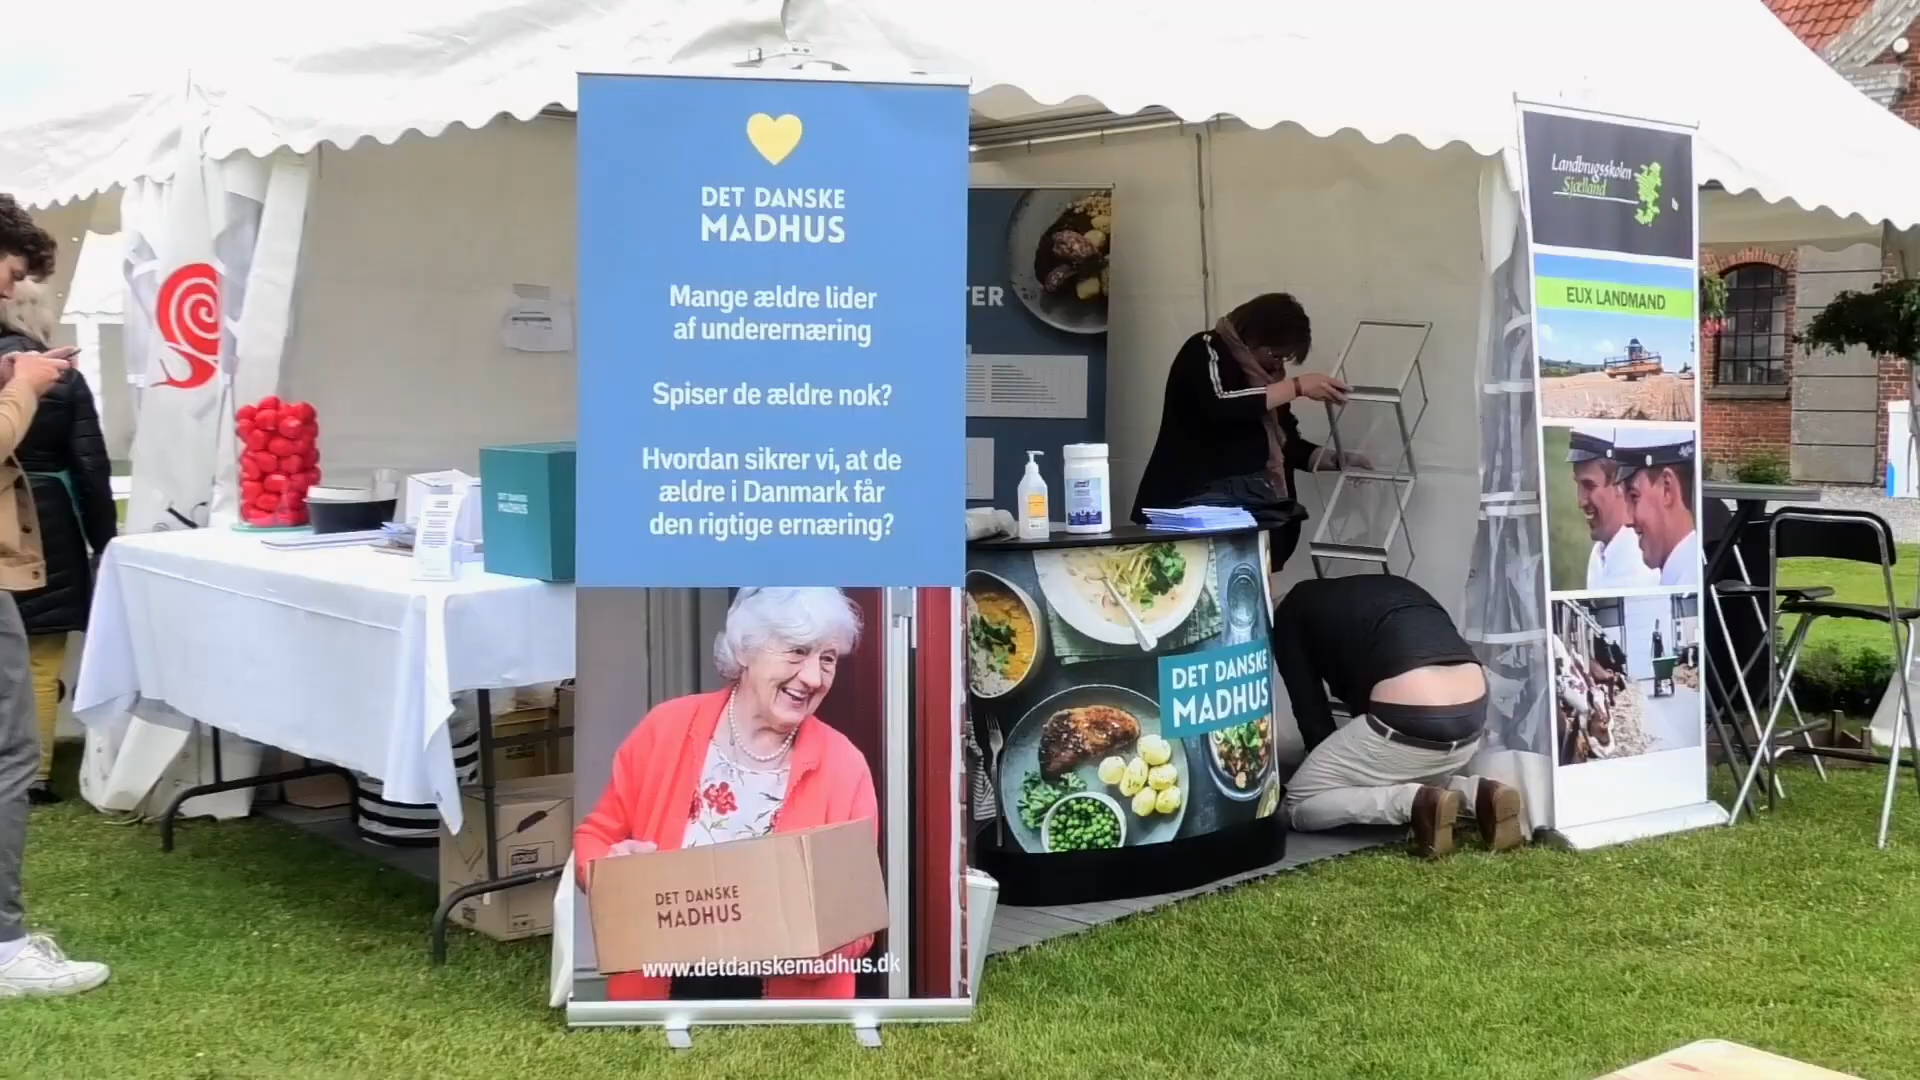 DET DANSKE
MADHUS
Mange ældre lider
af underernæring
Spiser de ældre nok?
Hvordan sikrer vi, at de
ældre i Danmark får
den rigtige ernæring?
DET DANSKE
MADHUS
www.detdanskemadhus.dk
DET DANSKE
MADHUS
TER
DET DANSKE
MADHUS
TORK
Landbrugsskolen
Sjælland
EUX LANDMAND